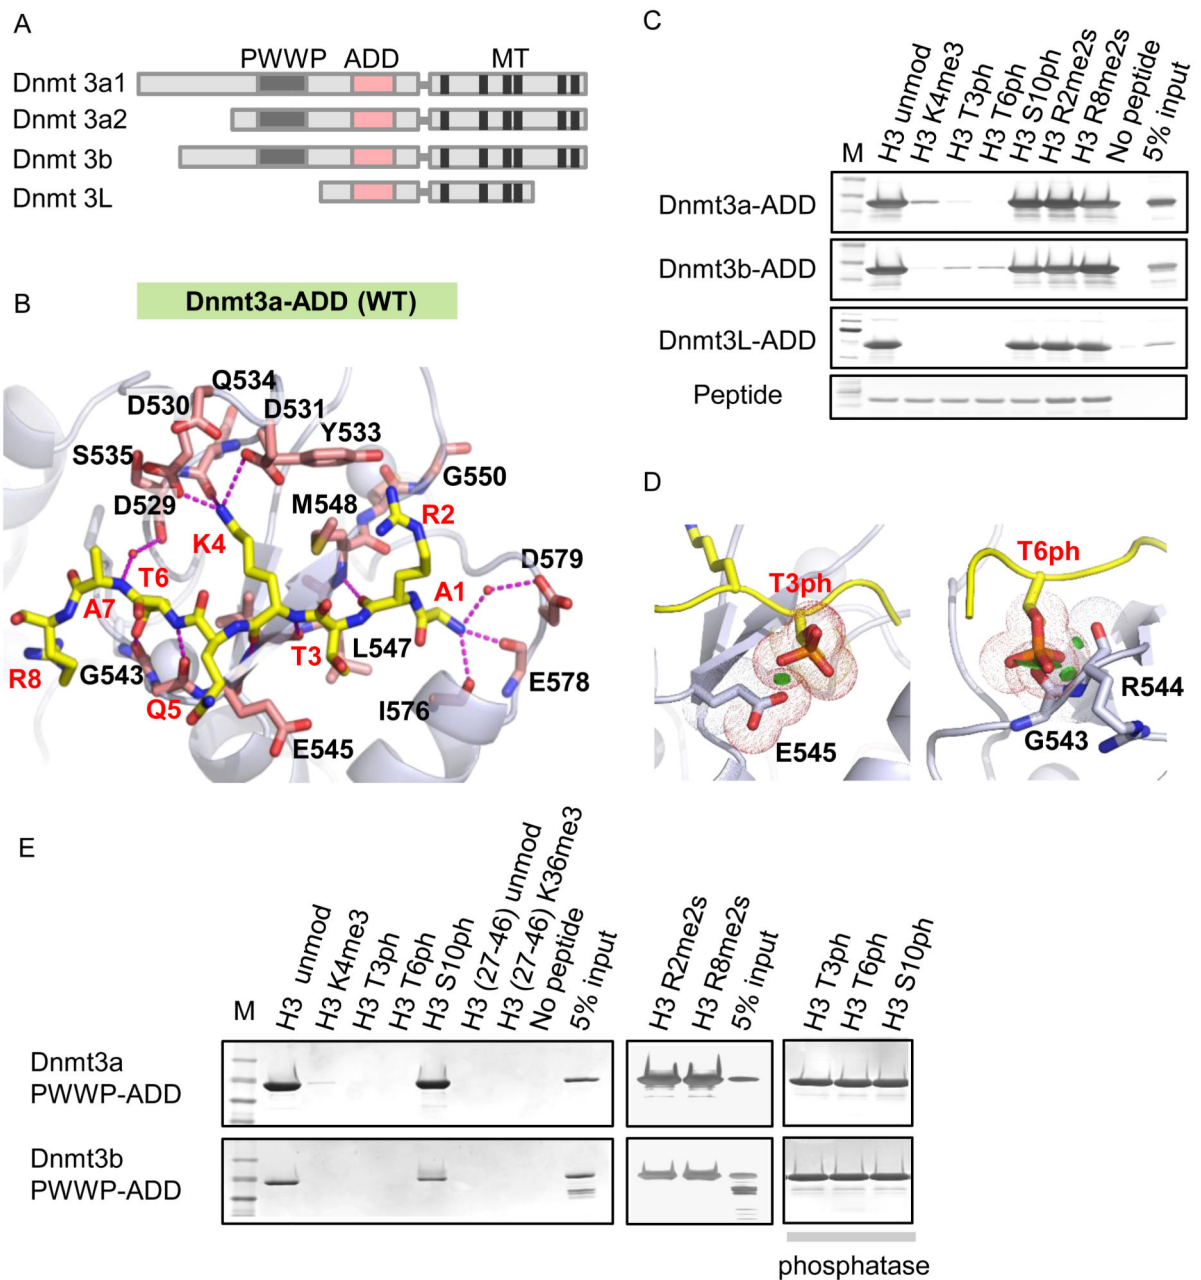 A
PWWP ADD MT
Dnmt 3a1
Dnmt 3a2
Dnmt 3b
Dnmt 3L
B
Dnmt3a-ADD (WT)
Q534
D530 D531
Y533
S535
G550
D529
M548
R2
K4
D579
T6
A1
A7
L547
T3
R8
G543
E578
Q5
I576
E545
C
M
H3 unmod
H3 K4me3
H3 T3ph
H3 T6ph
H3 S10ph
H3 R2me2s
H3 R8me2s
No peptide
5% input
Dnmt3a-ADD
Dnmt3b-ADD
Dnmt3L-ADD
Peptide
D
T3ph
E545
T6ph
R544
G543
E
M
H3 unmod
H3 K4me3
H3 T3ph
H3 T6ph
H3 S10ph
H3 (27-46) unmod
H3 (27-46) K36me3
No peptide
5% input
H3 R2me2s
H3 R8me2s
5% input
H3 T3ph
H3 T6ph
H3 S10ph
Dnmt3a
PWWP-ADD
Dnmt3b
PWWP-ADD
phosphatase